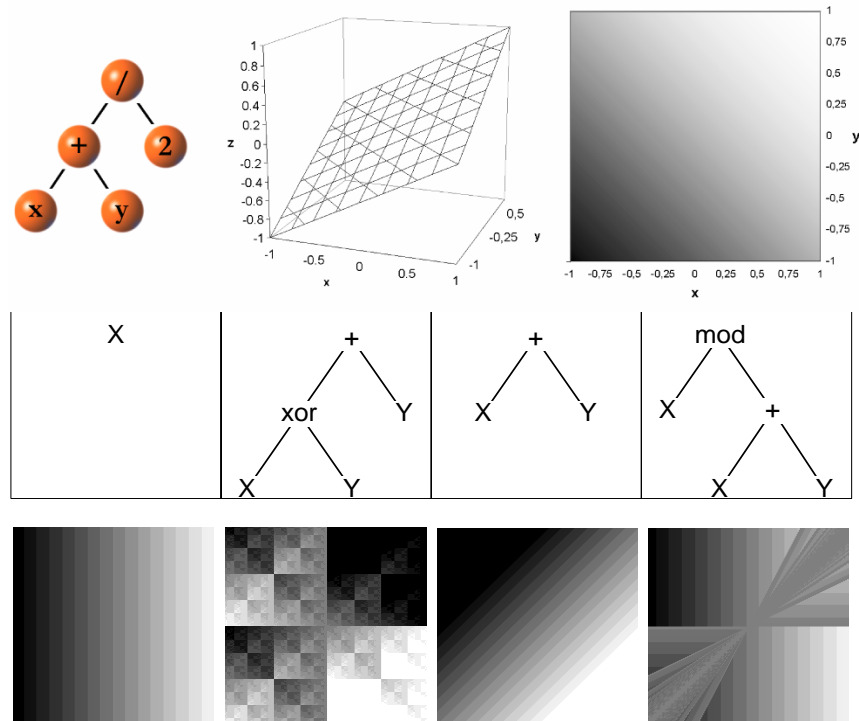 /
+ 2
x y
1
0.8
0.6
0.4
0.2
z 0
-0.2
-0.4
-0.6
-0.8
-1
-1 -0.5 0 0.5 1
x
-1 -0,25 0,5
y
1
0,75
0,25
0,5
0 y
-0,25
-0,5
-0,75
-1
-1 -0,75 -0,5 -0,25 0 0,5 0,25 0,75 1
x
X + + mod
xor Y X Y X +
X Y X Y